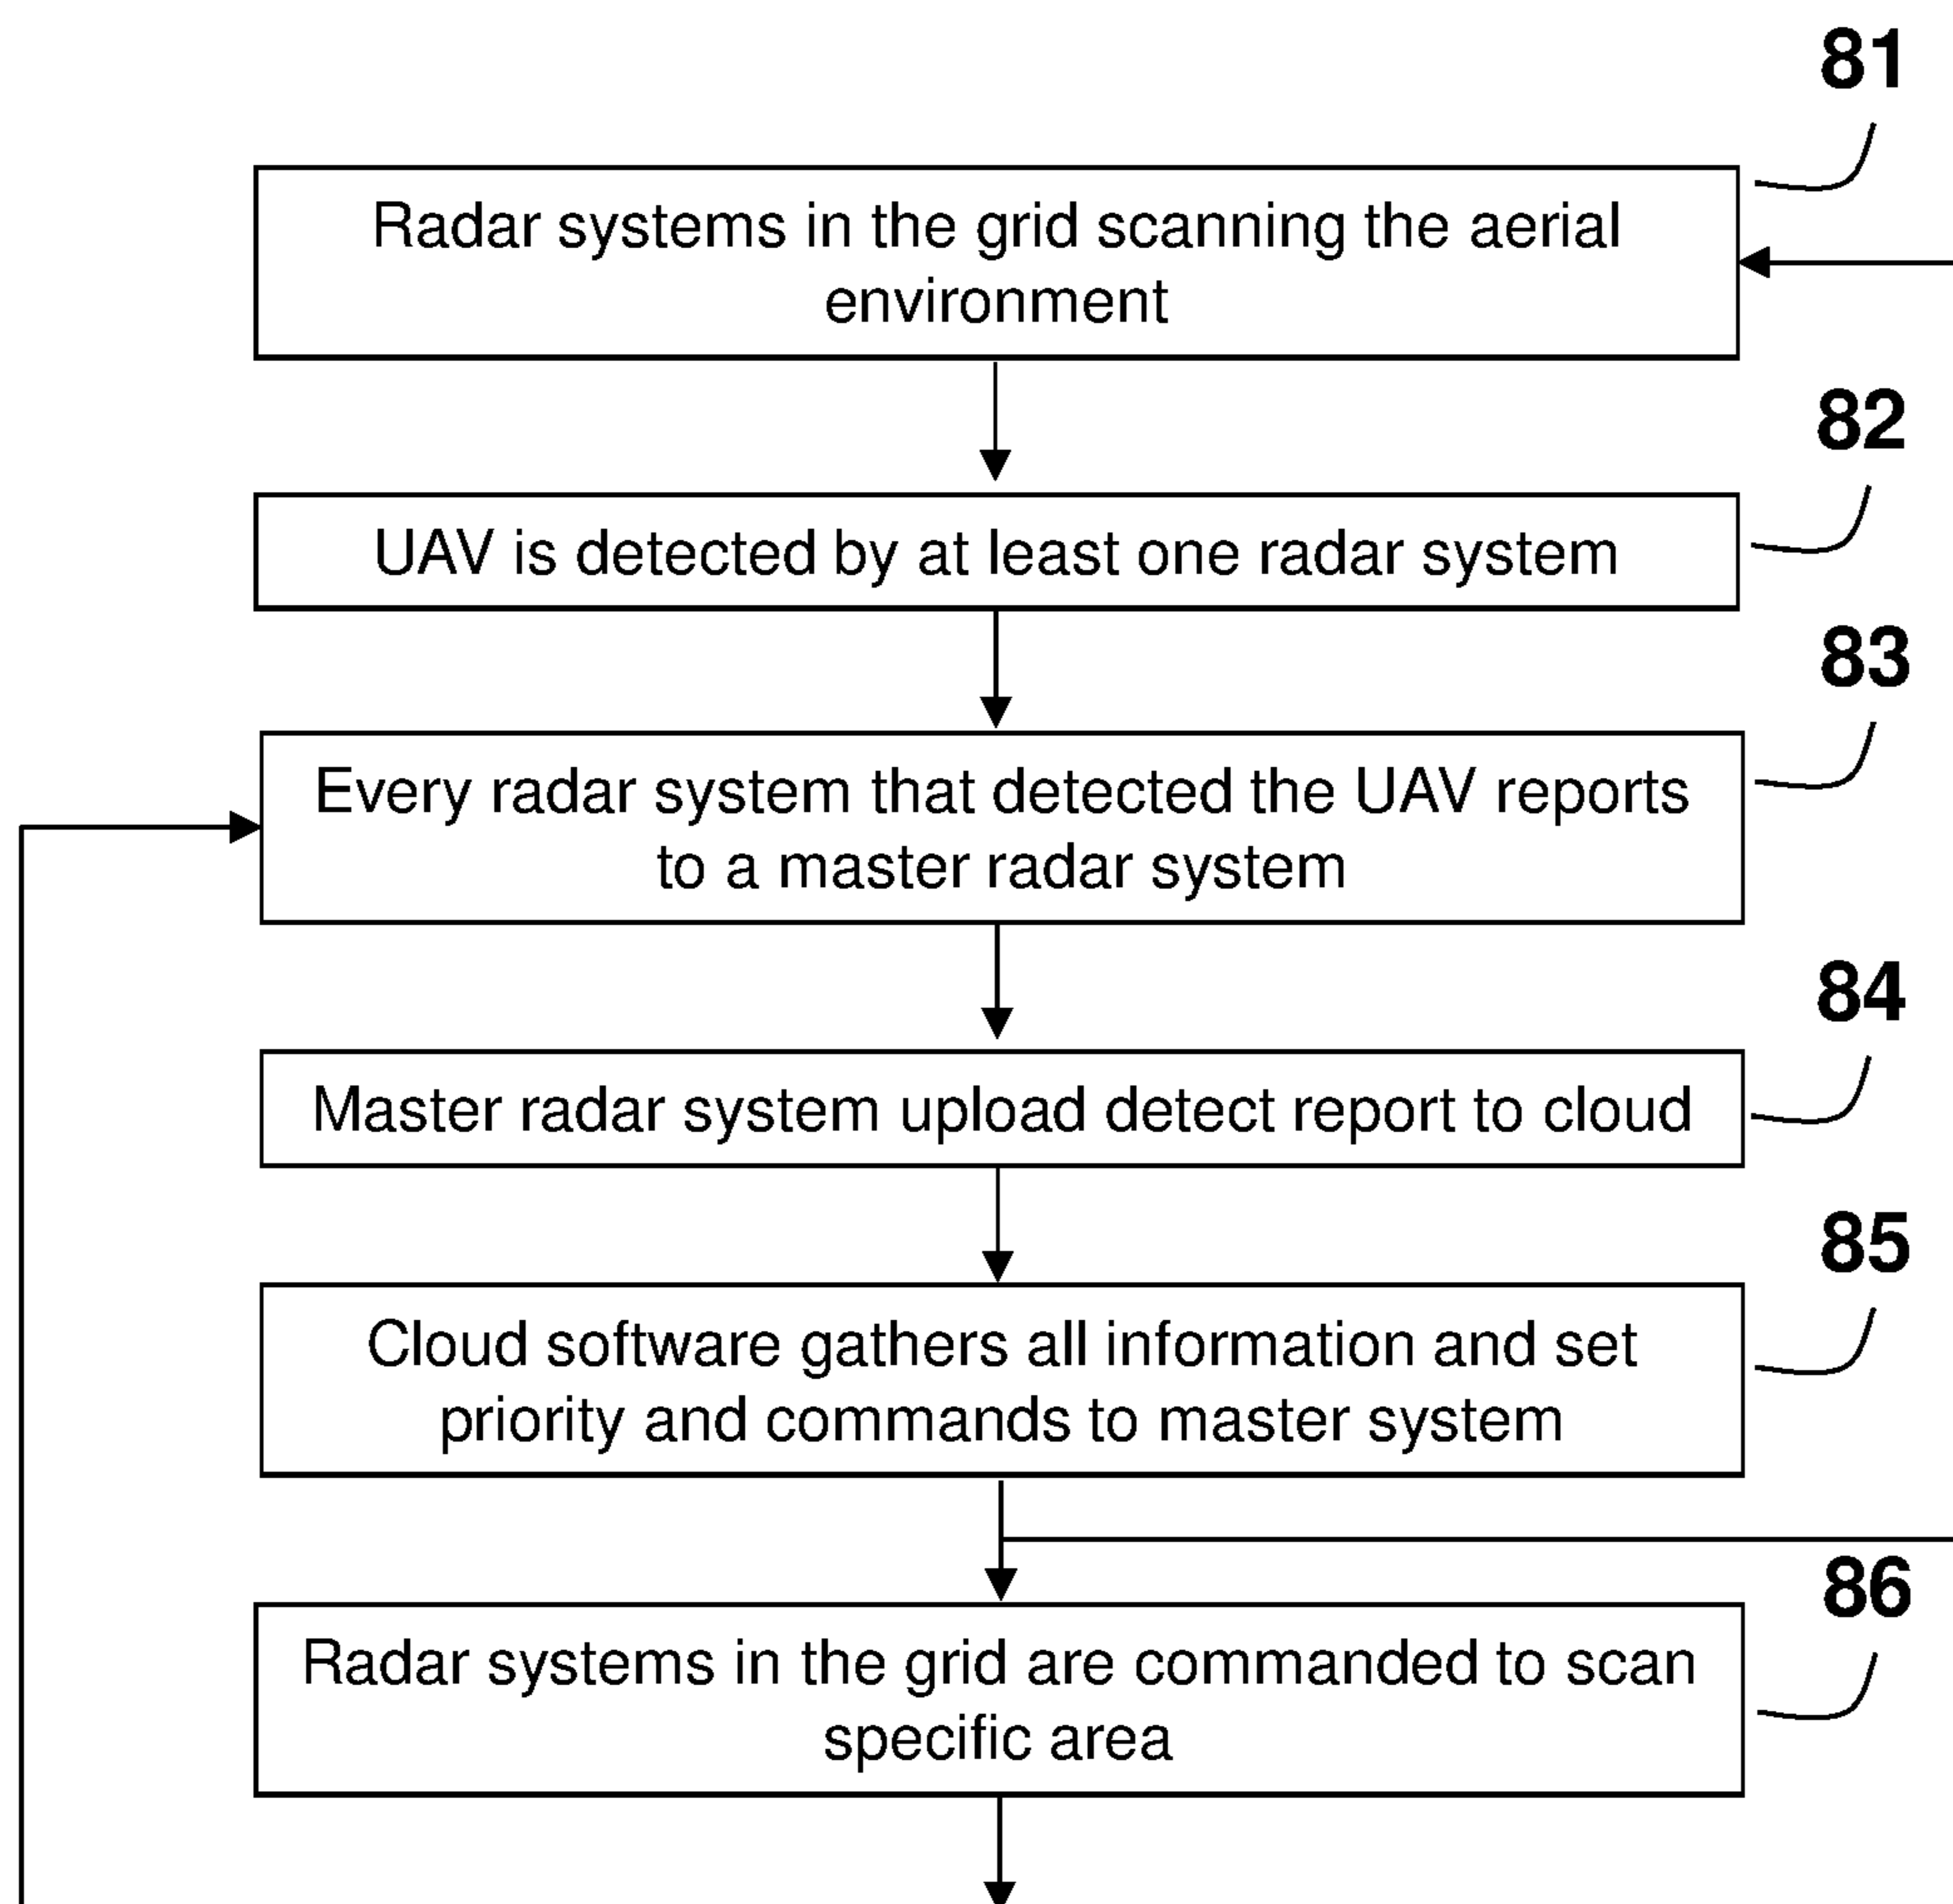 81
Radar systems in the grid scanning the aerial
environment
82
UAV is detected by at least one radar system
83
Every radar system that detected the UAV reports
to a master radar system
84
Master radar system upload detect report to cloud
85
Cloud software gathers all information and set
priority and commands to master system
86
Radar systems in the grid are commanded to scan
specific area